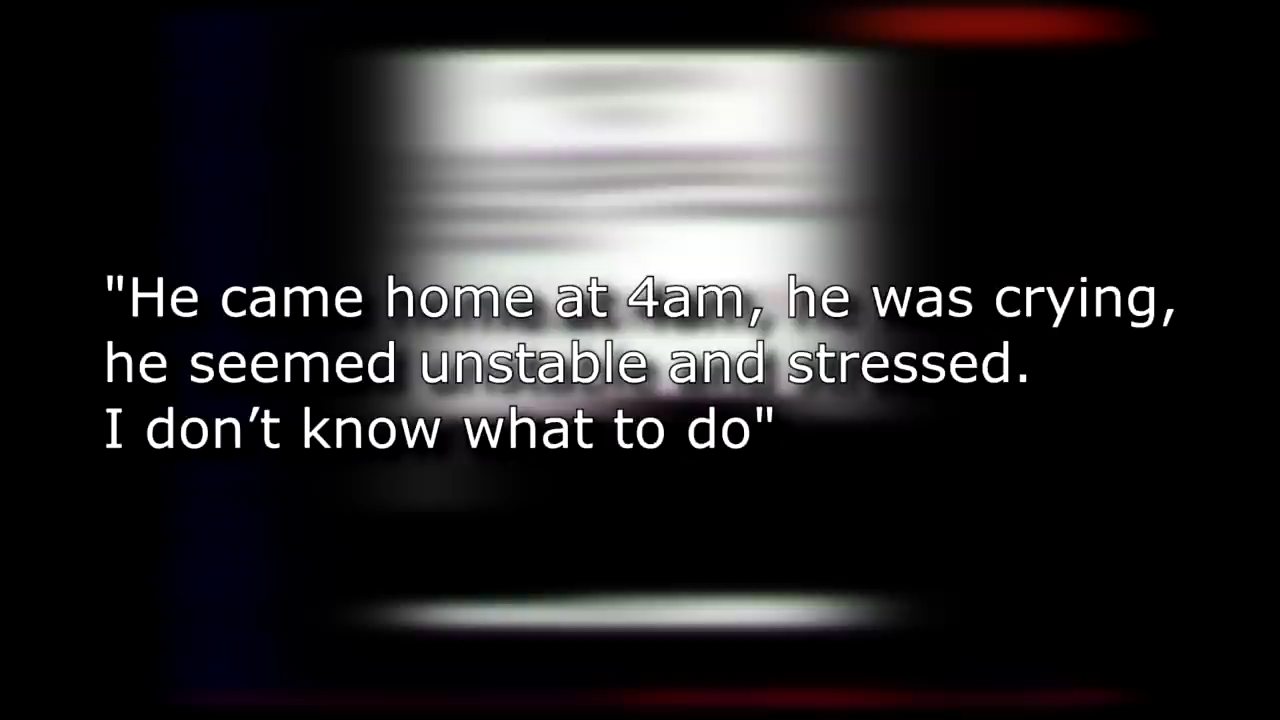 "He came home at 4am, he was crying,
he seemed unstable and stressed.
I don’t know what to do"